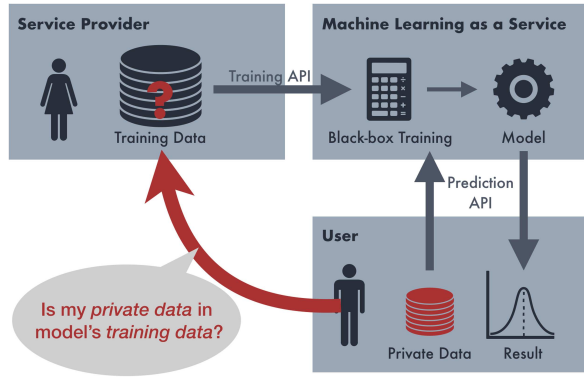 Service Provider
?
Training Data
Training API
Machine Learning as a Service
÷
×
−
+
=
Black-box Training
Model
Prediction
API
User
Private Data
Result
Is my private data in
model's training data?